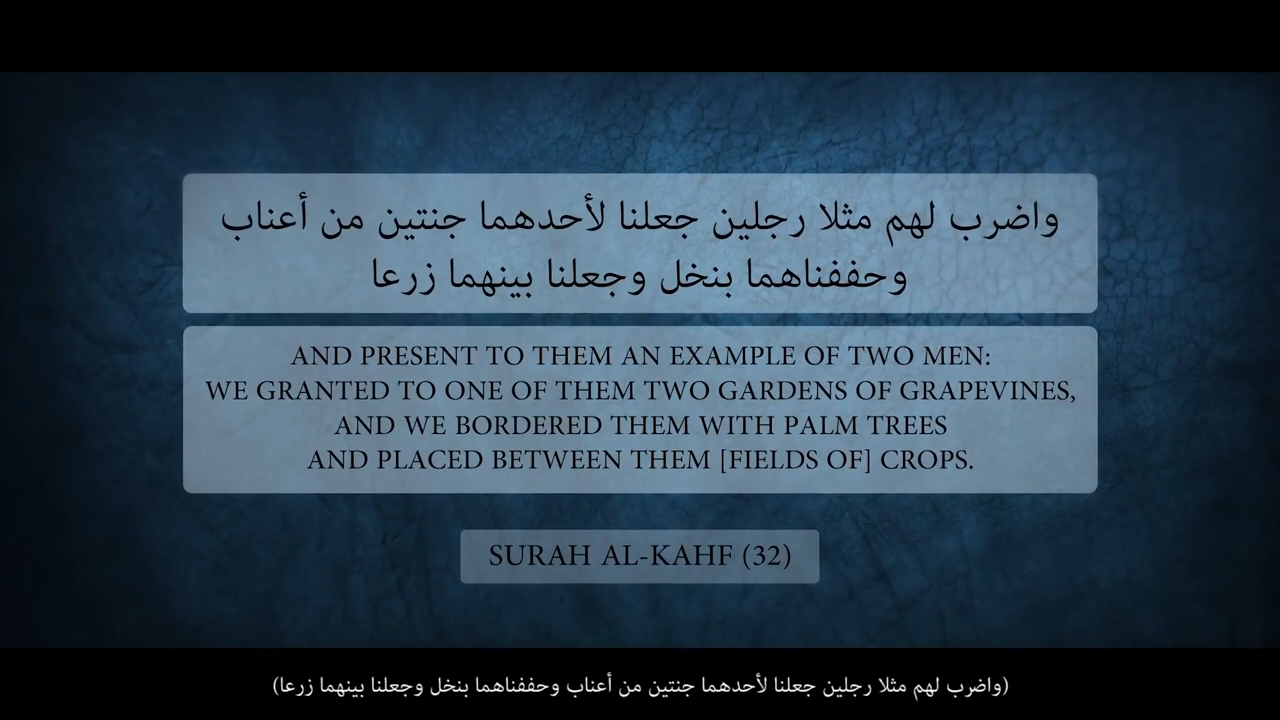 واضرب لهم مثلا رجلين جعلنا لأحدهما جنتين من أعناب
وحففناهما بنخل وجعلنا بينهما زرعا
AND PRESENT TO THEM AN EXAMPLE OF TWO MEN:
WE GRANTED TO ONE OF THEM TWO GARDENS OF GRAPEVINES,
AND WE BORDERED THEM WITH PALM TREES
AND PLACED BETWEEN THEM [FIELDS OF] CROPS.
SURAH AL-KAHF (32)
(واضرب لهم مثلا رجلين جعلنا لأحدهما جنتين من أعناب وحففناهما بنخل وجعلنا بينهما زرعا)